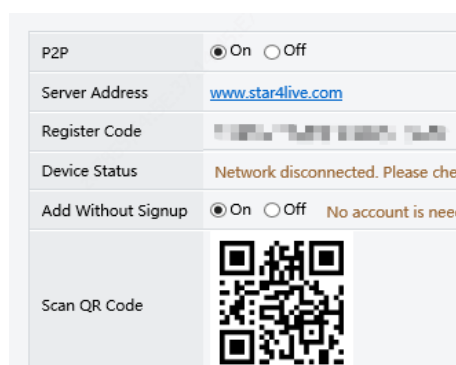 P2P On Off
Server Address www.star4live.com
Register Code
Device Status Network disconnected. Please che
Add Without Signup On Off No account is nee
Scan QR Code